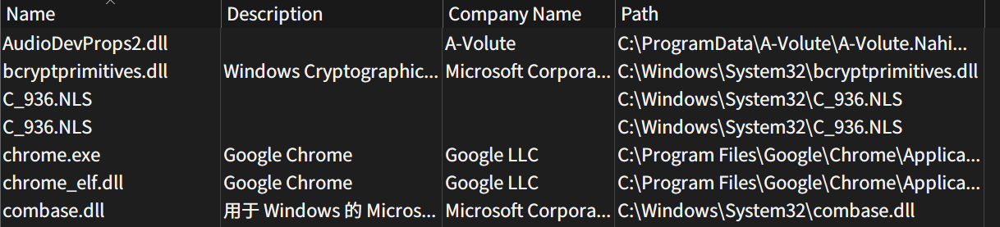 Name Description Company Name Path
AudioDevProps2.dll A-Volute C:\ProgramData\A-Volute\A-Volute.Nahi...
bcryptprimitives.dll Windows Cryptographic... Microsoft Corpora... C:\Windows\System32\bcryptprimitives.dll
C_936.NLS C:\Windows\System32\C_936.NLS
C_936.NLS C:\Windows\System32\C_936.NLS
chrome.exe Google Chrome Google LLC C:\Program Files\Google\Chrome\Applica...
chrome_elf.dll Google Chrome Google LLC C:\Program Files\Google\Chrome\Applica...
combase.dll 用于 Windows 的 Micros... Microsoft Corpora... C:\Windows\System32\combase.dll